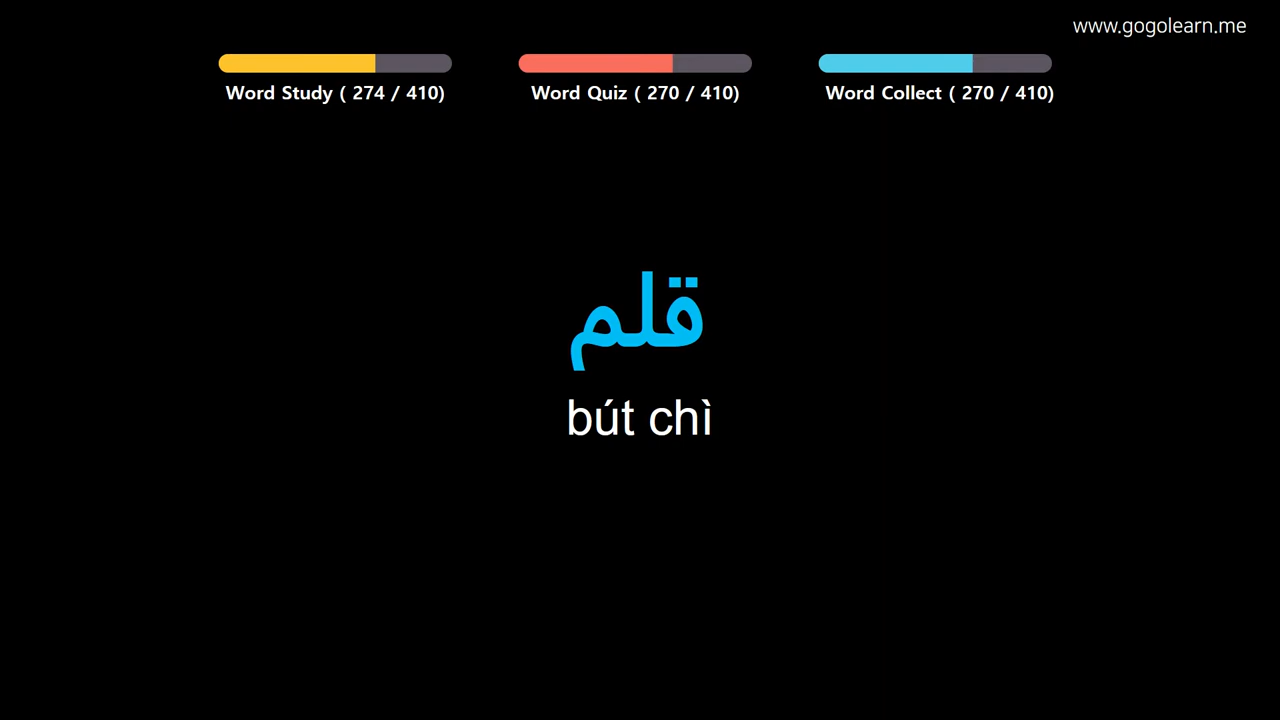 www.gogolearn.me
Word Study ( 274 / 410)
Word Quiz ( 270 / 410)
Word Collect ( 270 / 410)
قلم
bút chì